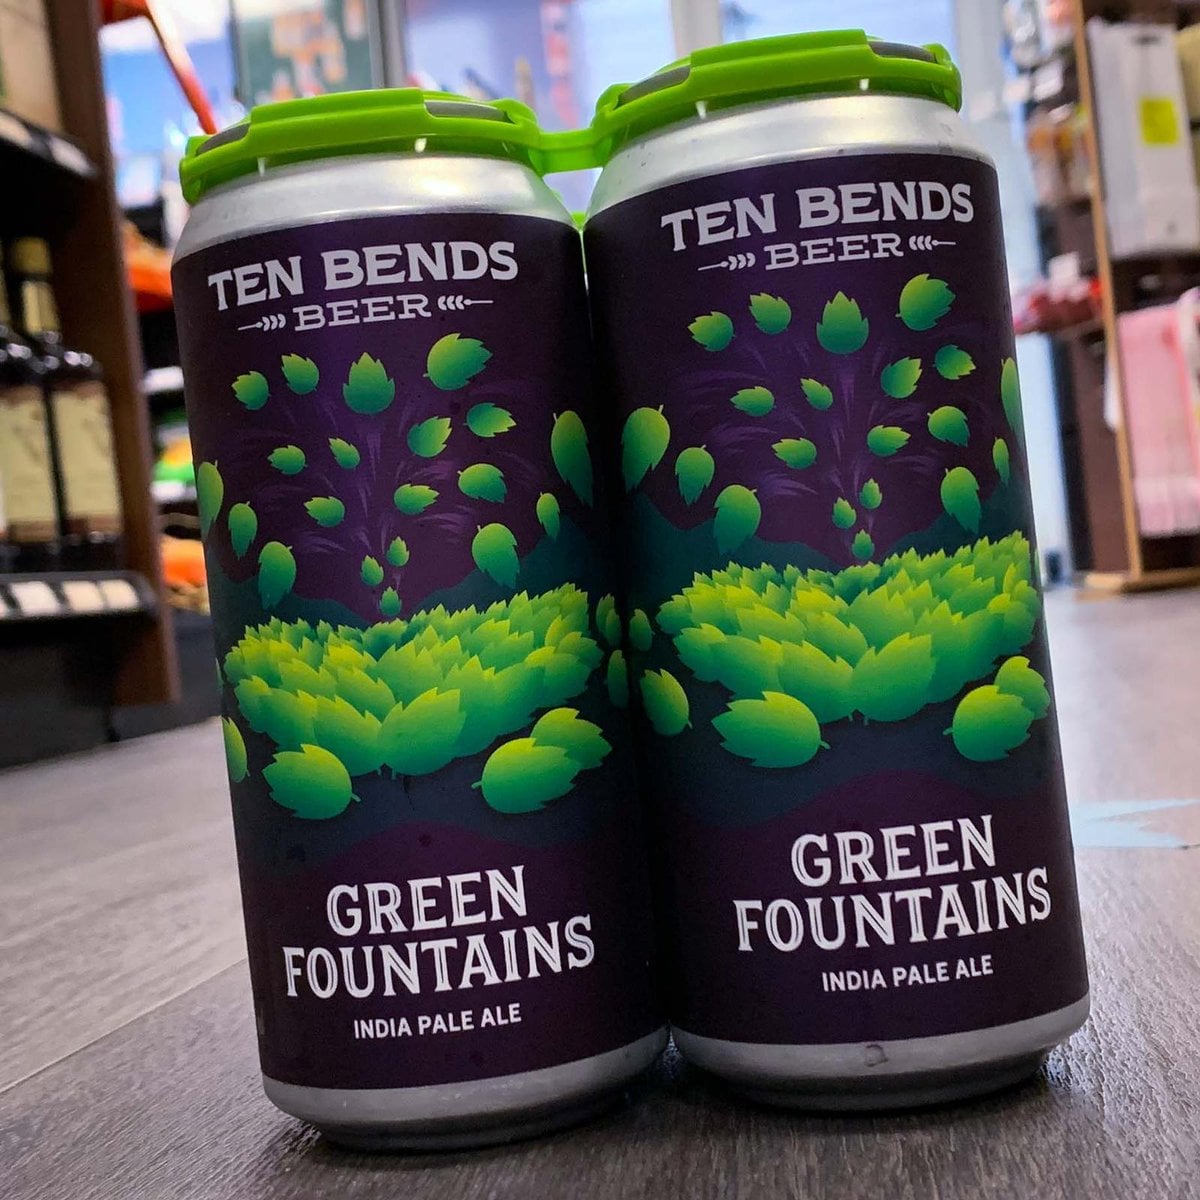 TEN BENDS
BEER
GREEN
FOUNTAINS
INDIA PALE ALE
TEN BENDS
BEER
GREEN
FOUNTAINS
INDIA PALE ALE